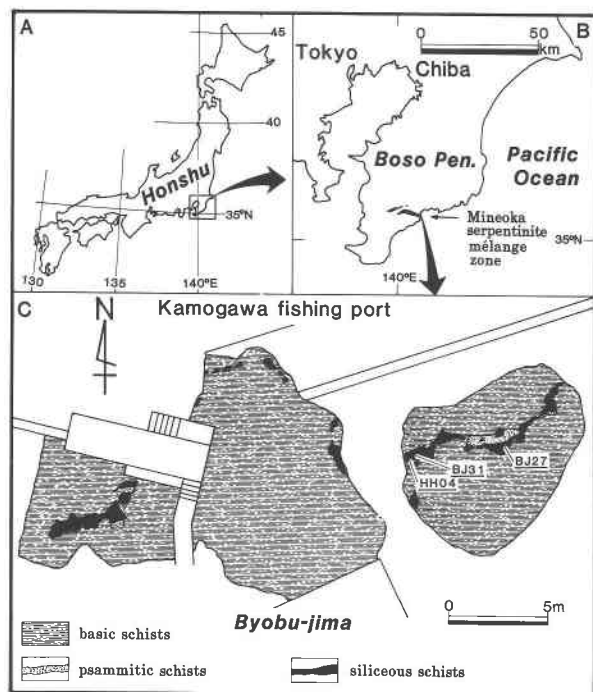 A
45
40
Honshu
35°N
130
135
140°E
B
0 50
km
Tokyo
Chiba
Boso Pen.
Pacific
Ocean
Mineoka
serpentinite
mélange
zone
35°N
140°E
C
N
Kamogawa fishing port
BJ31
BJ27
HH04
Byobu-jima
0 5m
basic schists
psammitic schists
siliceous schists